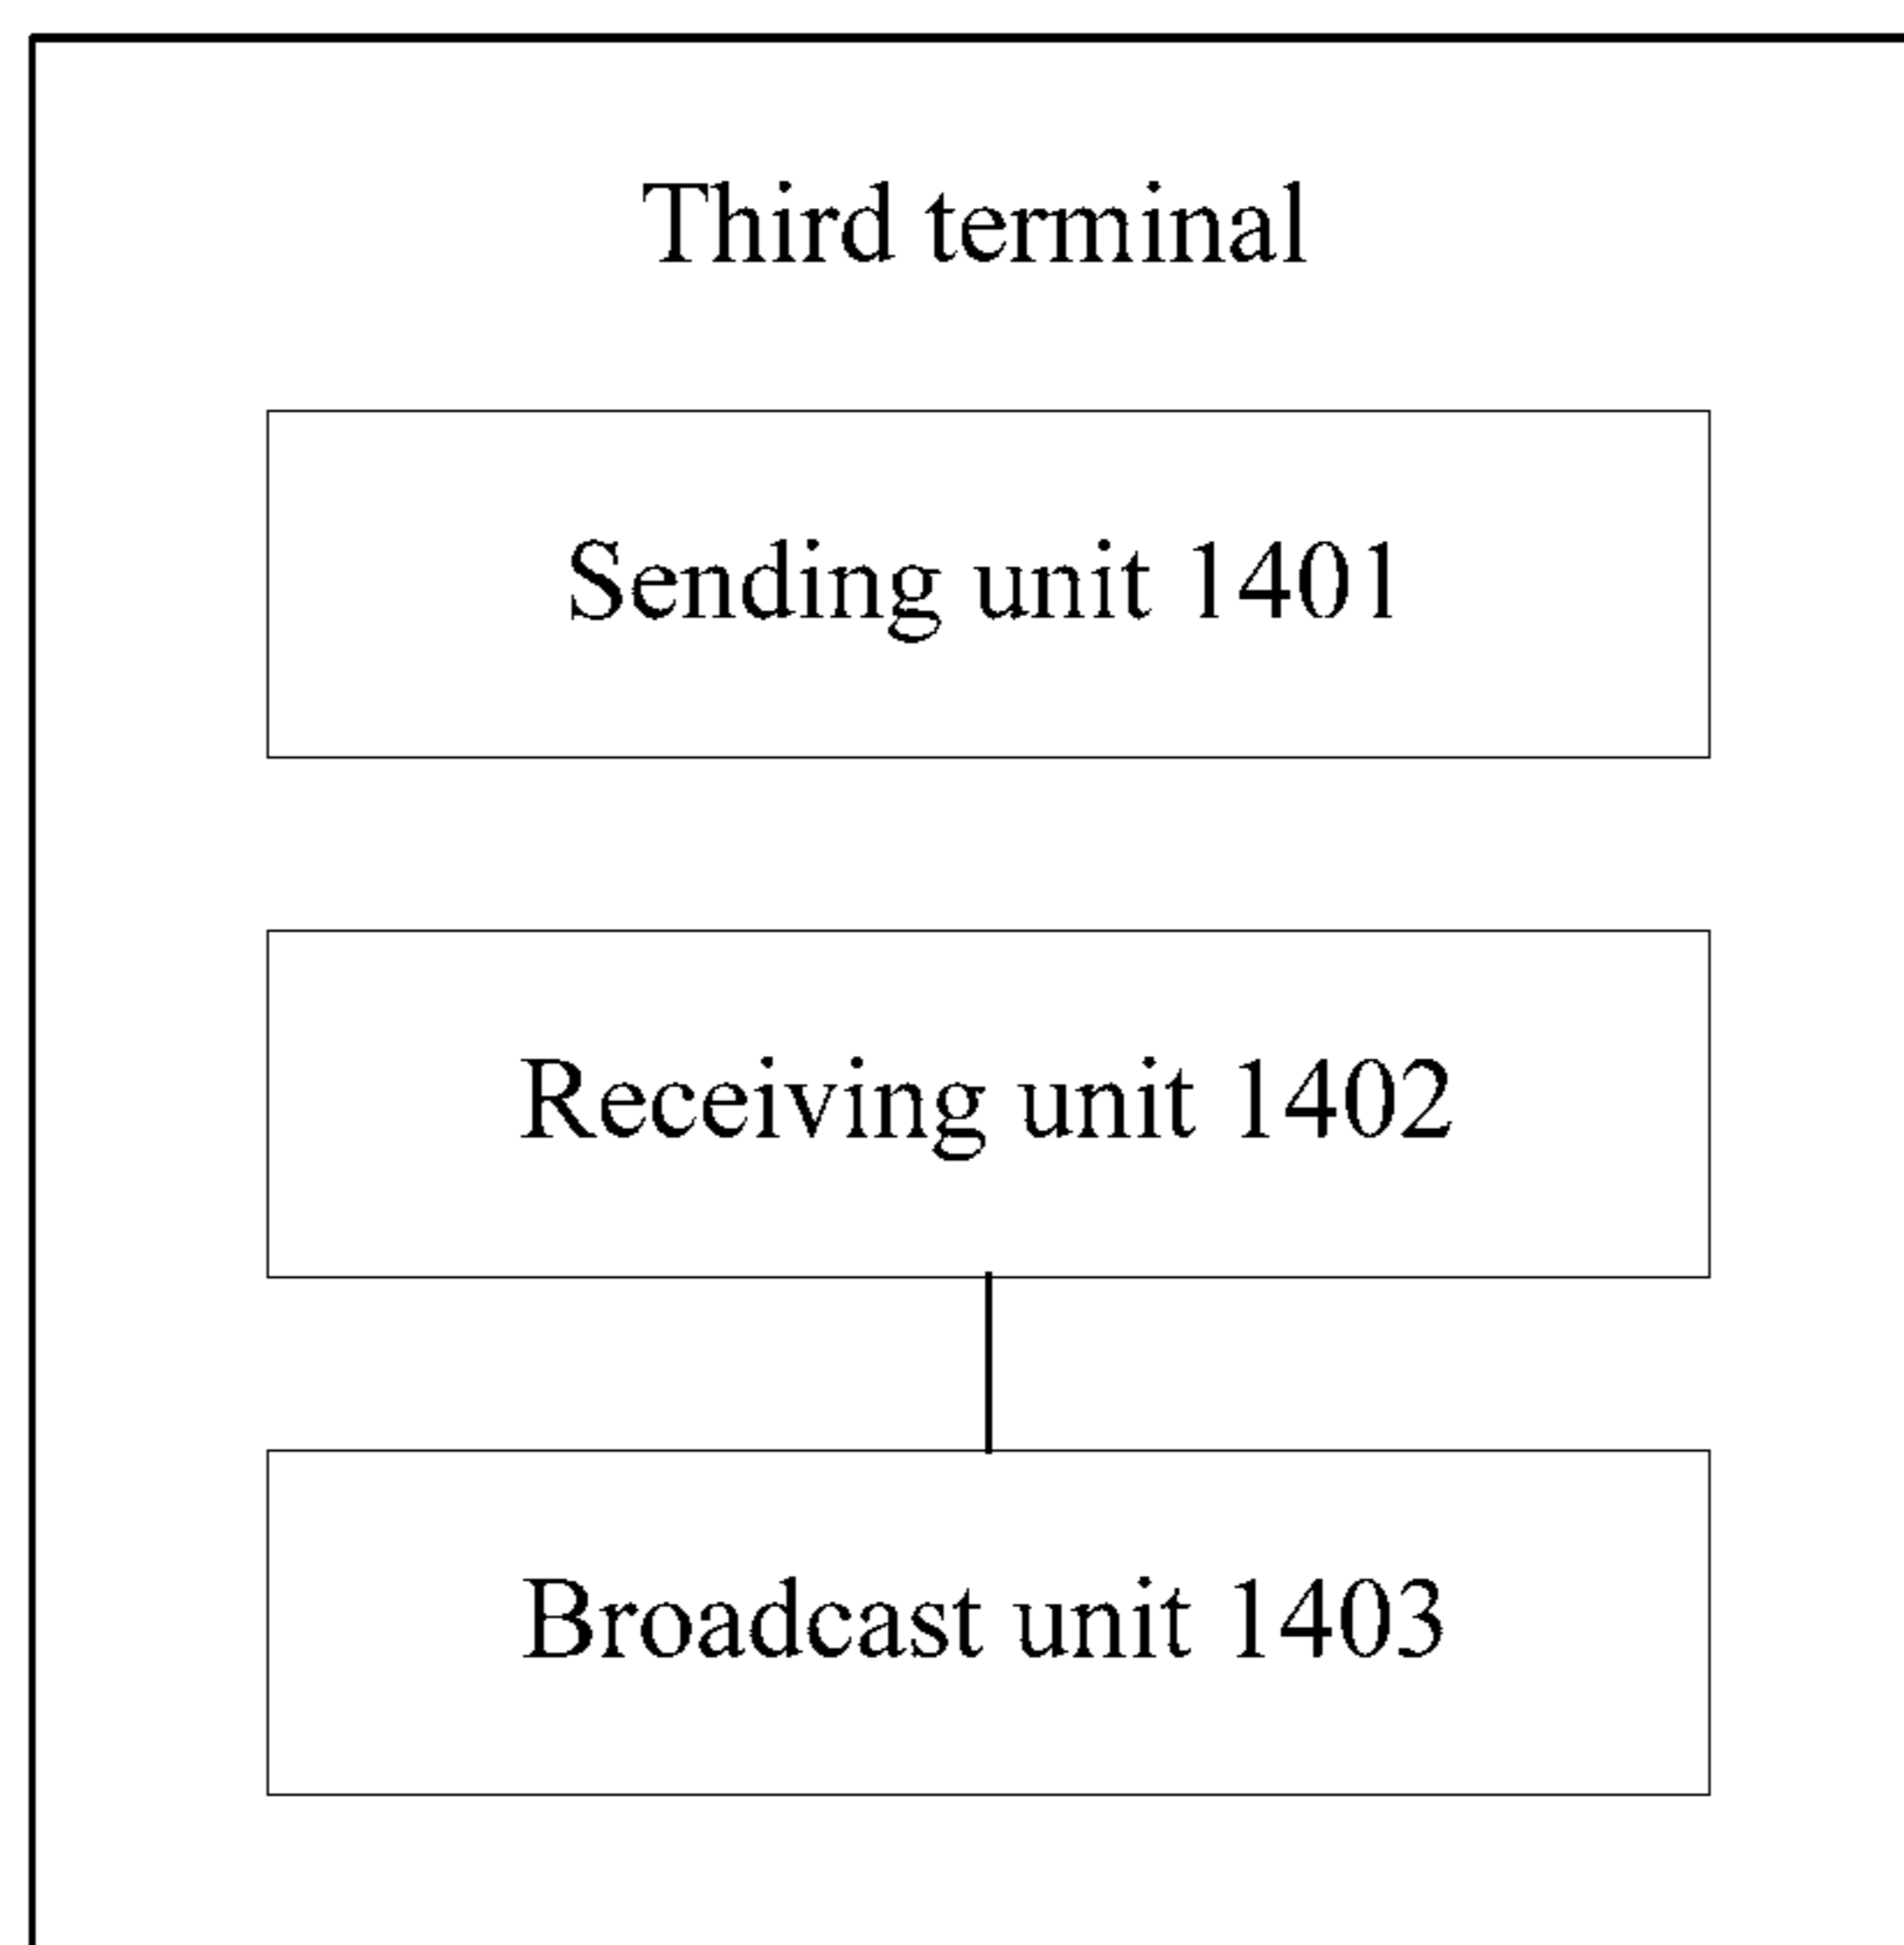 Third terminal
Sending unit 1401
Receiving unit 1402
Broadcast unit 1403